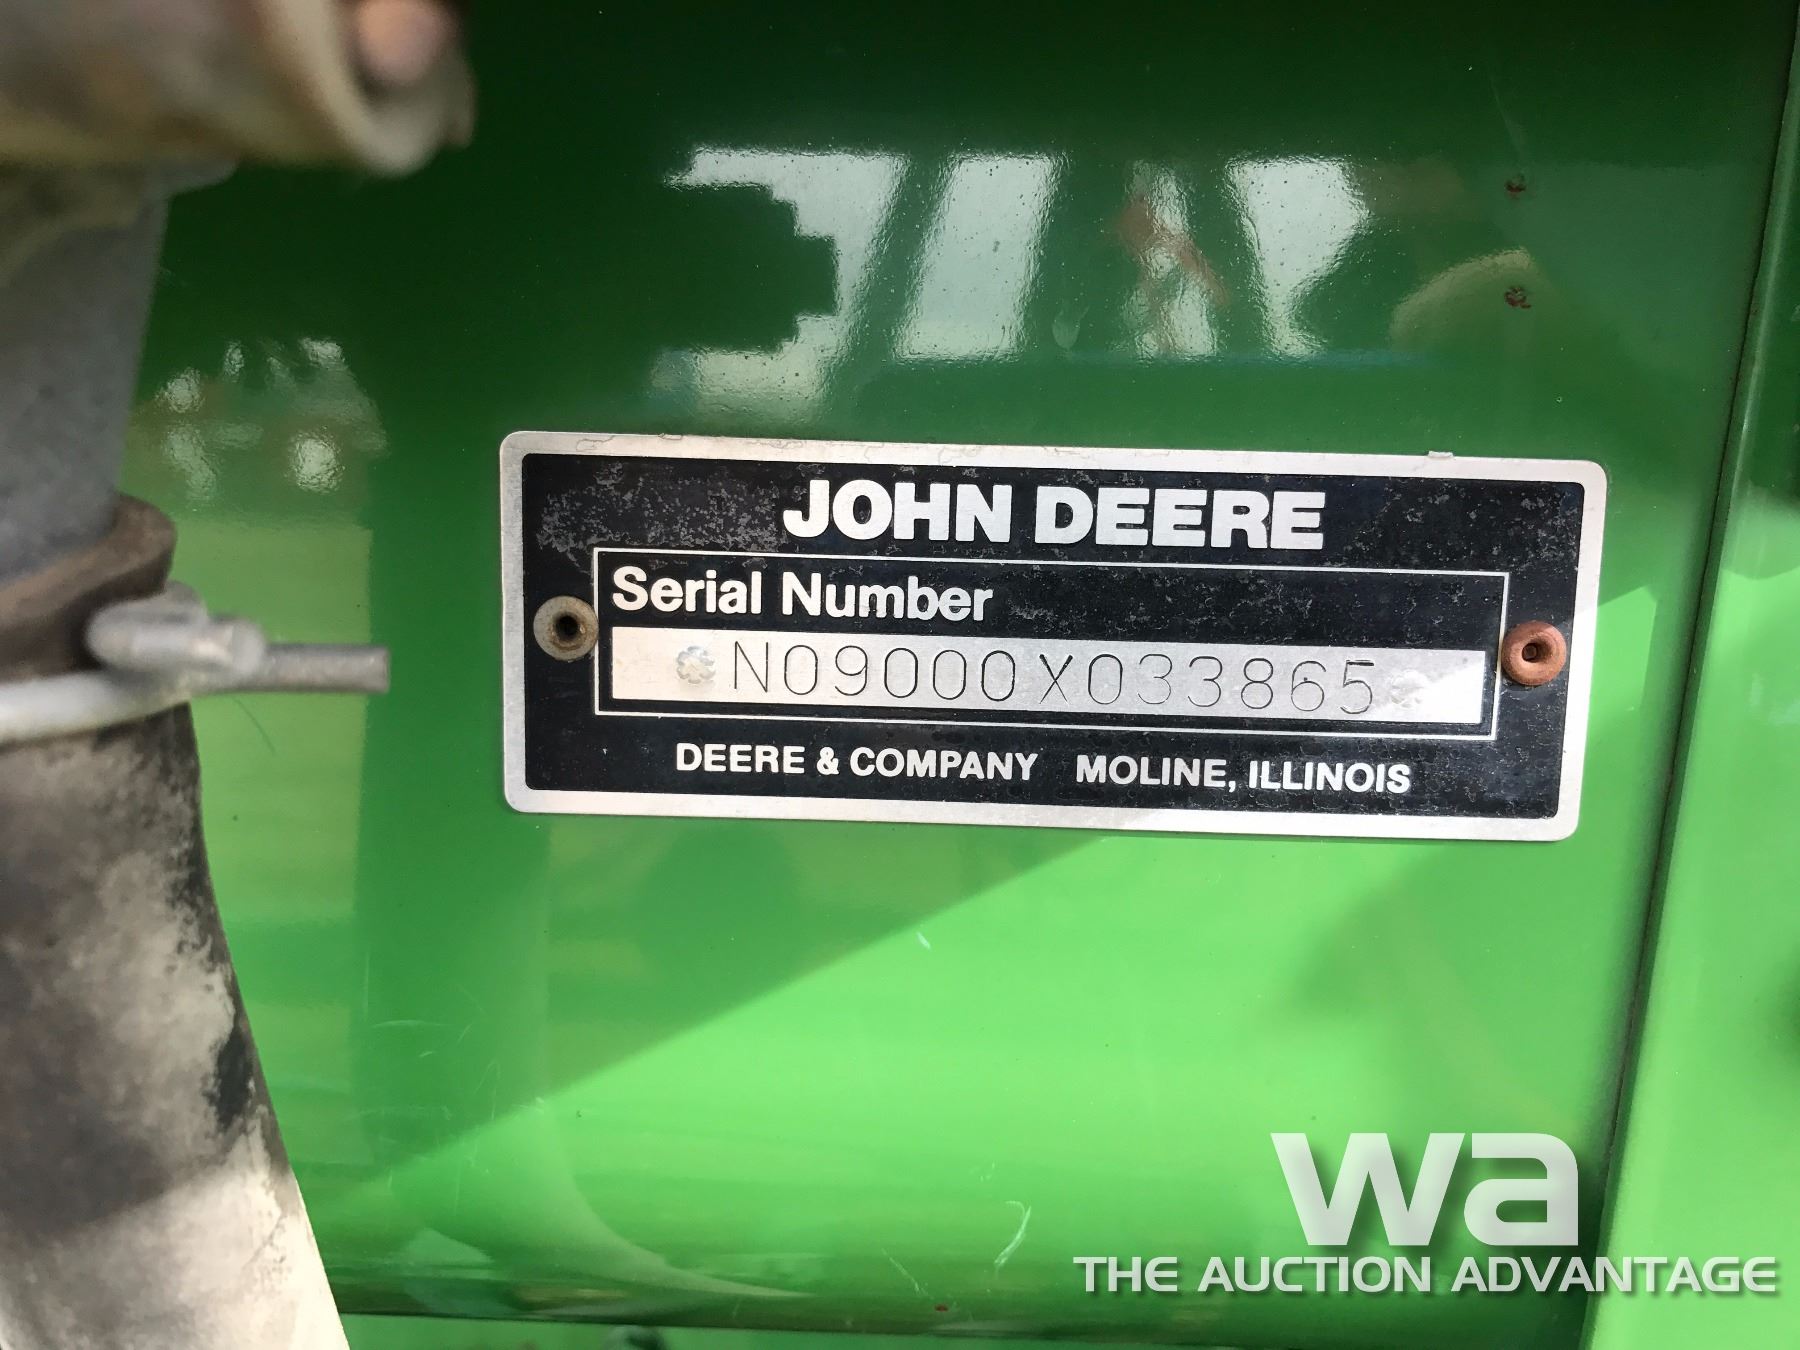 JOHN DEERE
Serial Number
N09000X033865
DEERE & COMPANY MOLINE, ILLINOIS
wa
THE AUCTION ADVANTAGE